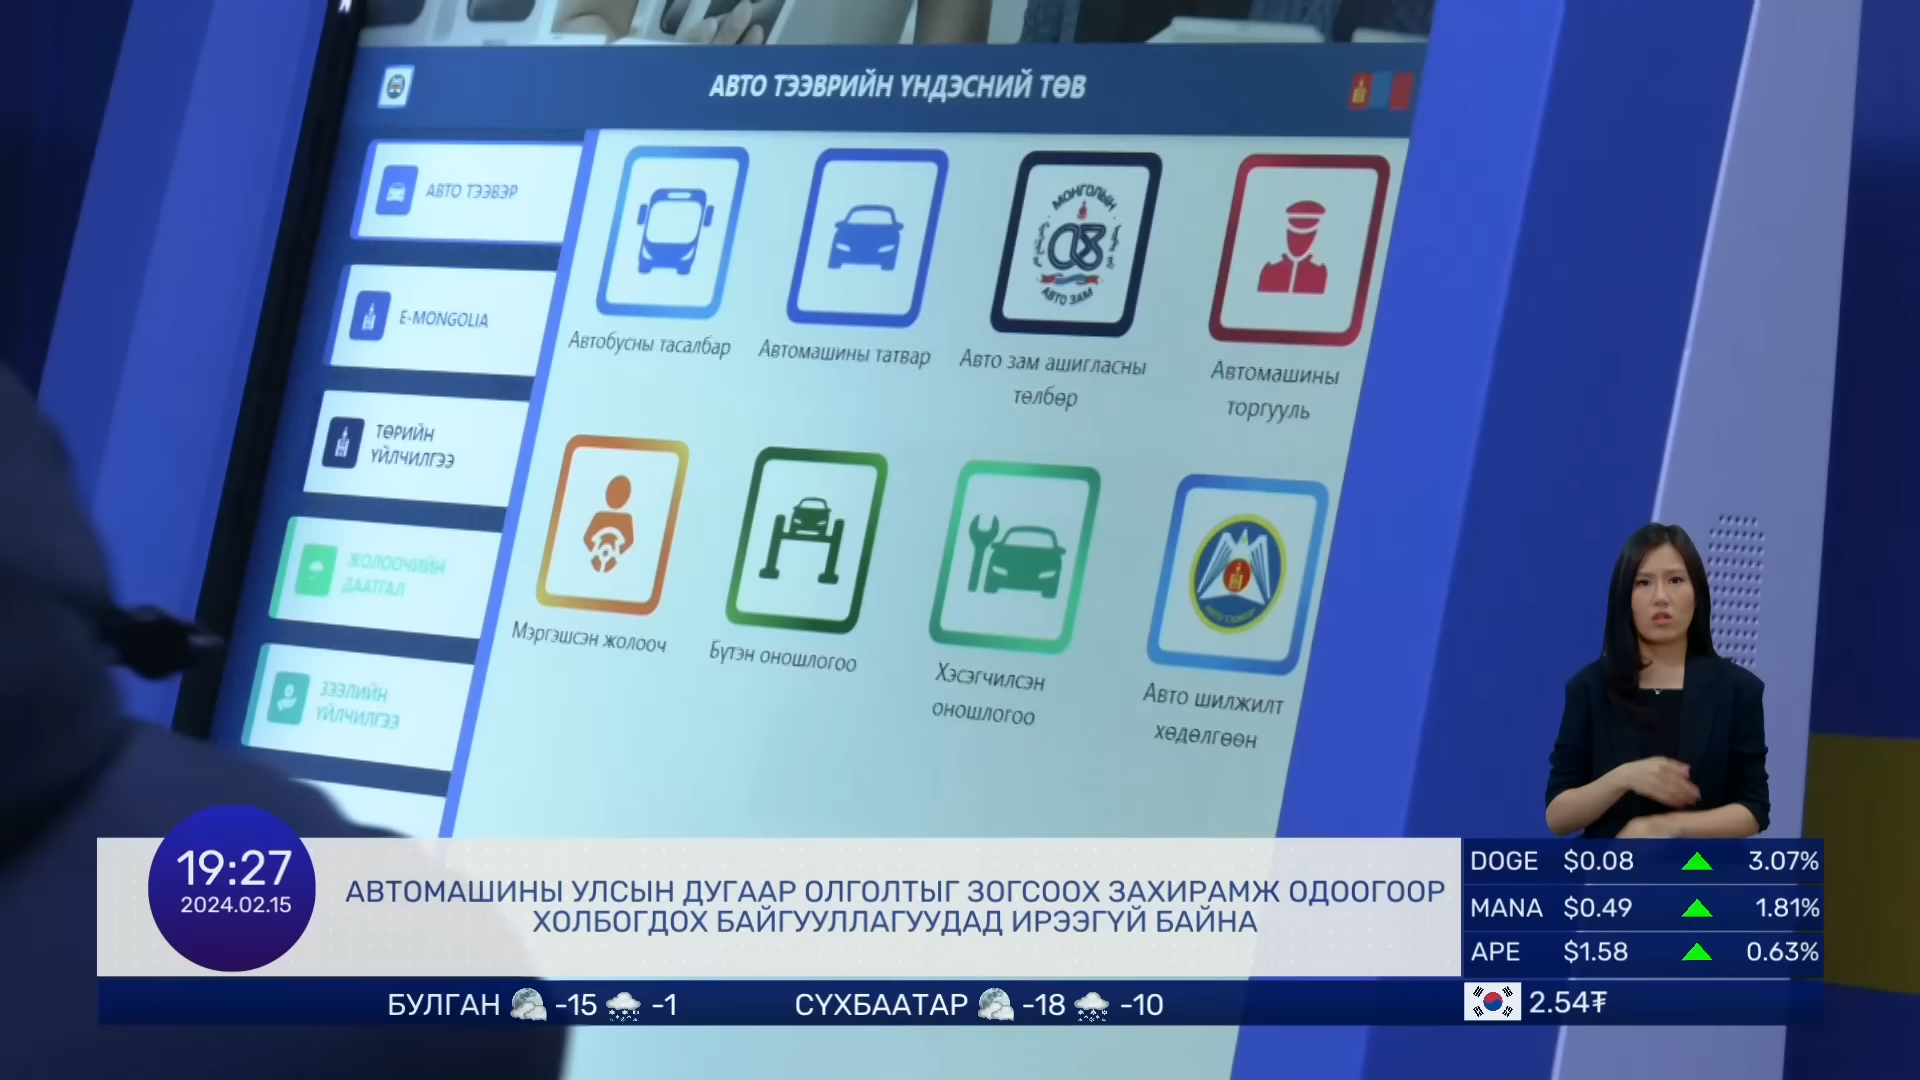 АВТО ТЭЭВРИЙН ҮНДЭСНИЙ ТӨВ
АВТО ТЭЭВЭР
E-MONGOLIA
ТӨРИЙН
ҮЙЛЧИЛГЭЭ
ЖОЛООЧИЙН
ДААТГАЛ
ЗЭЭЛИЙН
ҮЙЛЧИЛГЭЭ
Автобусны тасалбар
Автомашины татвар
МОНГОЛЫН
АВТО ЗАМ
Авто зам ашигласны
төлбөр
Автомашины
торгууль
Мэргэшсэн жолооч
Бүтэн оношлогоо
Хэсэгчилсэн
оношлогоо
Авто шилжилт
хөдөлгөөн
19:27
2024.02.15
АВТОМАШИНЫ УЛСЫН ДУГААР ОЛГОЛТЫГ ЗОГСООХ ЗАХИРАМЖ ОДООГООР
ХОЛБОГДОХ БАЙГУУЛЛАГУУДАД ИРЭЭГҮЙ БАЙНА
DOGE $0.08 3.07%
MANA $0.49 1.81%
APE $1.58 0.63%
БУЛГАН -15 -1 СҮХБААТАР -18 -10
2.54₮